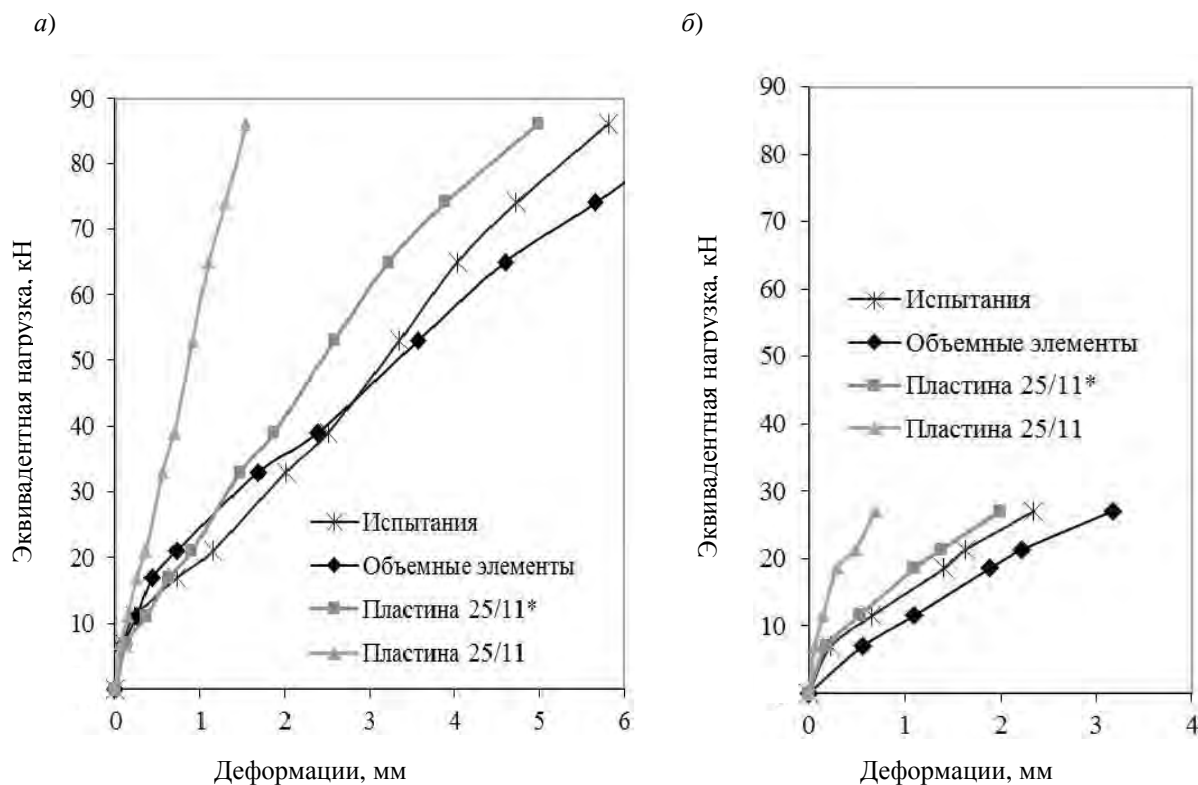 а)
Эквивадентная нагрузка, кН
90
80
70
60
50
40
30
20
10
0
1
2
3
4
5
6
Испытания
Объемные элементы
Пластина 25/11*
Пластина 25/11
Деформации, мм
б)
Эквивадентная нагрузка, кН
90
80
70
60
50
40
30
20
10
0
1
2
3
4
Испытания
Объемные элементы
Пластина 25/11*
Пластина 25/11
Деформации, мм